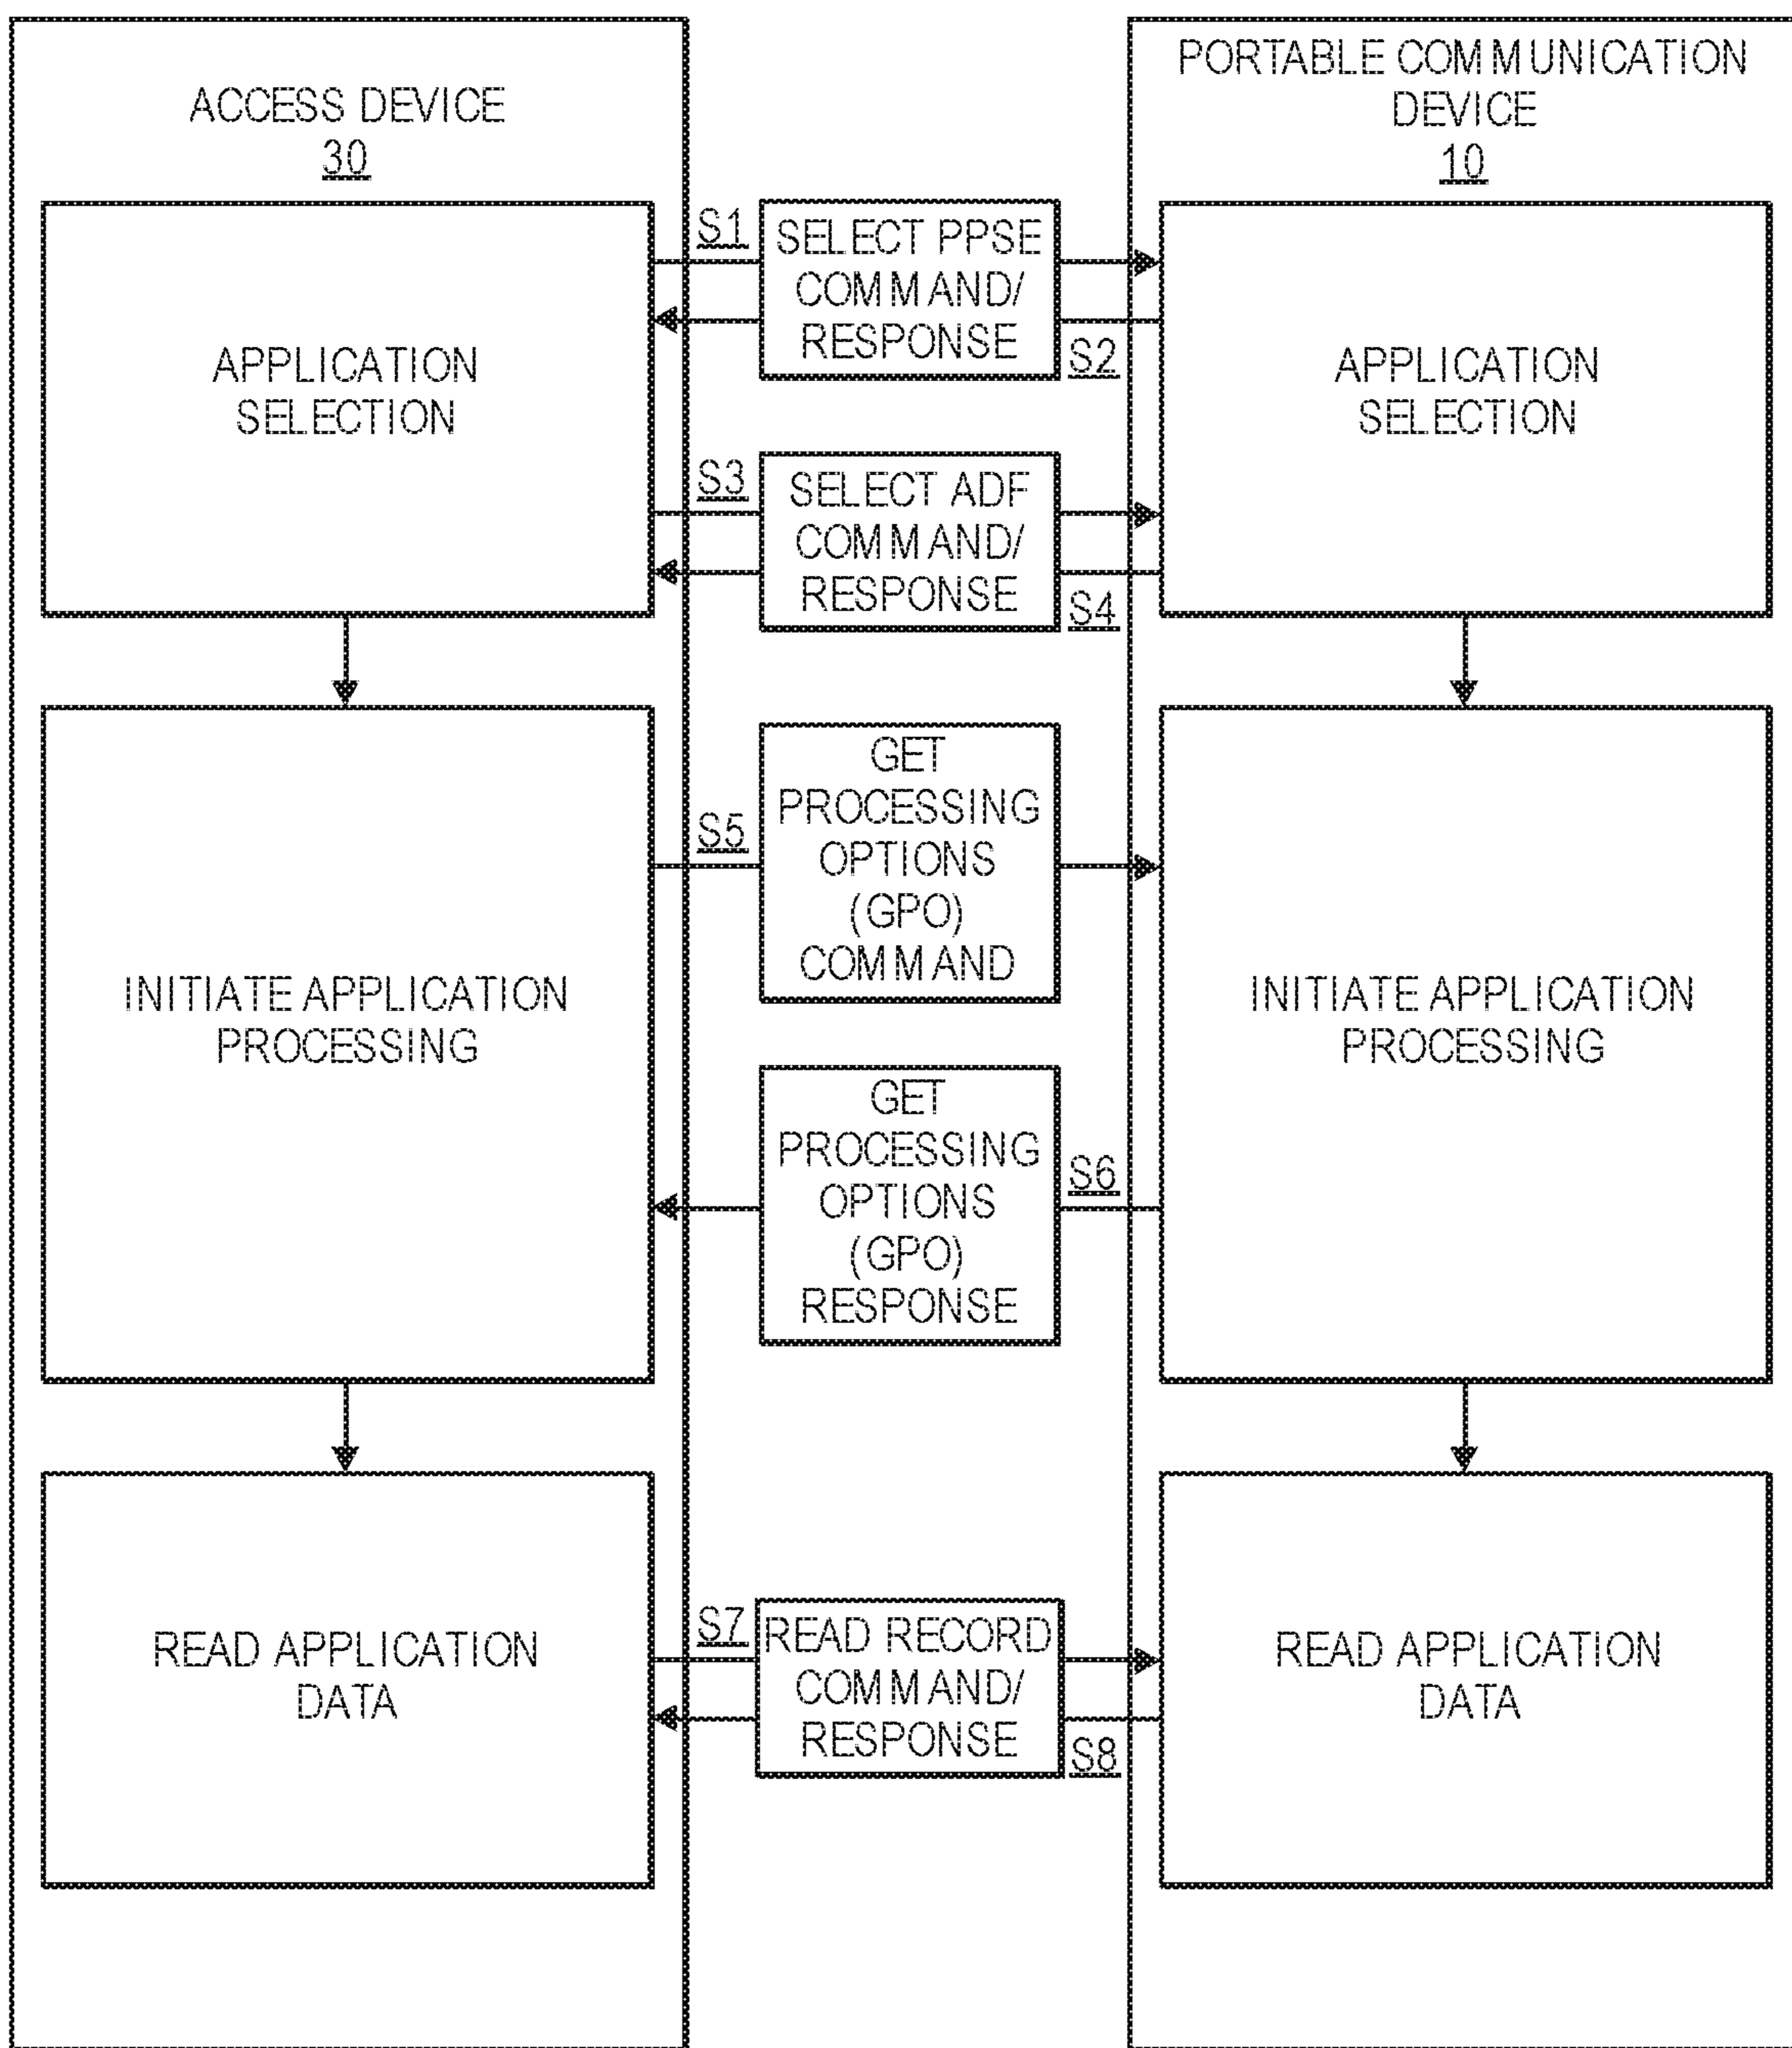 ACCESS DEVICE
30
PORTABLE COMMUNICATION
DEVICE
10
APPLICATION
SELECTION
S1
SELECT PPSE
COMMAND/
RESPONSE
S2
APPLICATION
SELECTION
S3
SELECT ADF
COMMAND/
RESPONSE
S4
INITIATE APPLICATION
PROCESSING
S5
GET
PROCESSING
OPTIONS
(GPO)
COMMAND
INITIATE APPLICATION
PROCESSING
GET
PROCESSING
OPTIONS
(GPO)
RESPONSE
S6
READ APPLICATION
DATA
S7
READ RECORD
COMMAND/
RESPONSE
S8
READ APPLICATION
DATA